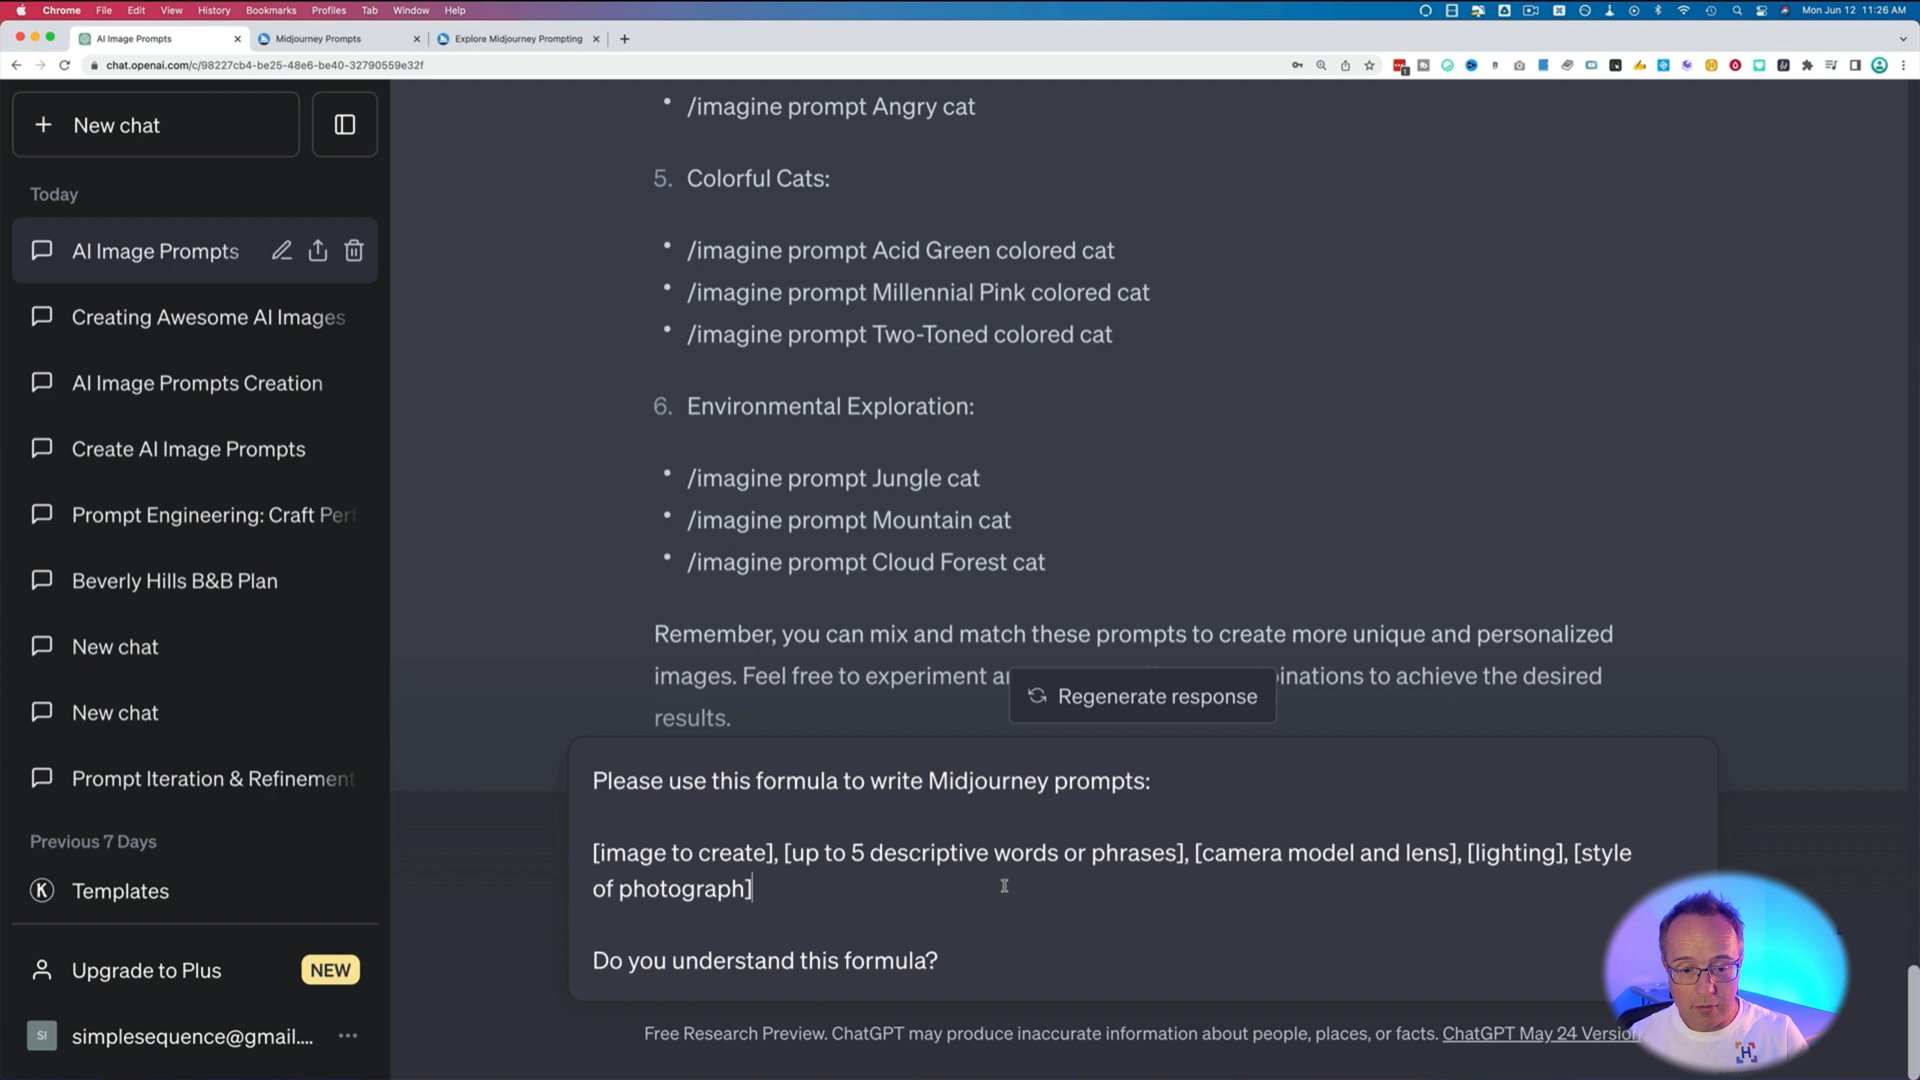 Chrome File Edit View History Bookmarks Profiles Tab Window Help
Mon Jun 12 11:26 AM
AI Image Prompts
Midjourney Prompts
Explore Midjourney Prompting
chat.openai.com/c/98227cb4-be25-48e6-be40-32790559e32f
New chat
Today
AI Image Prompts
Creating Awesome AI Images
AI Image Prompts Creation
Create AI Image Prompts
Prompt Engineering: Craft Perf
Beverly Hills B&B Plan
New chat
New chat
Prompt Iteration & Refinement
Previous 7 Days
K Templates
Upgrade to Plus NEW
SI simplesequence@gmail....
• /imagine prompt Angry cat
5. Colorful Cats:
• /imagine prompt Acid Green colored cat
• /imagine prompt Millennial Pink colored cat
• /imagine prompt Two-Toned colored cat
6. Environmental Exploration:
• /imagine prompt Jungle cat
• /imagine prompt Mountain cat
• /imagine prompt Cloud Forest cat
Remember, you can mix and match these prompts to create more unique and personalized
images. Feel free to experiment to achieve the desired
results.
Regenerate response
Please use this formula to write Midjourney prompts:
[image to create], [up to 5 descriptive words or phrases], [camera model and lens], [lighting], [style
of photograph]
Do you understand this formula?
Free Research Preview. ChatGPT may produce inaccurate information about people, places, or facts. ChatGPT May 24 Version
H